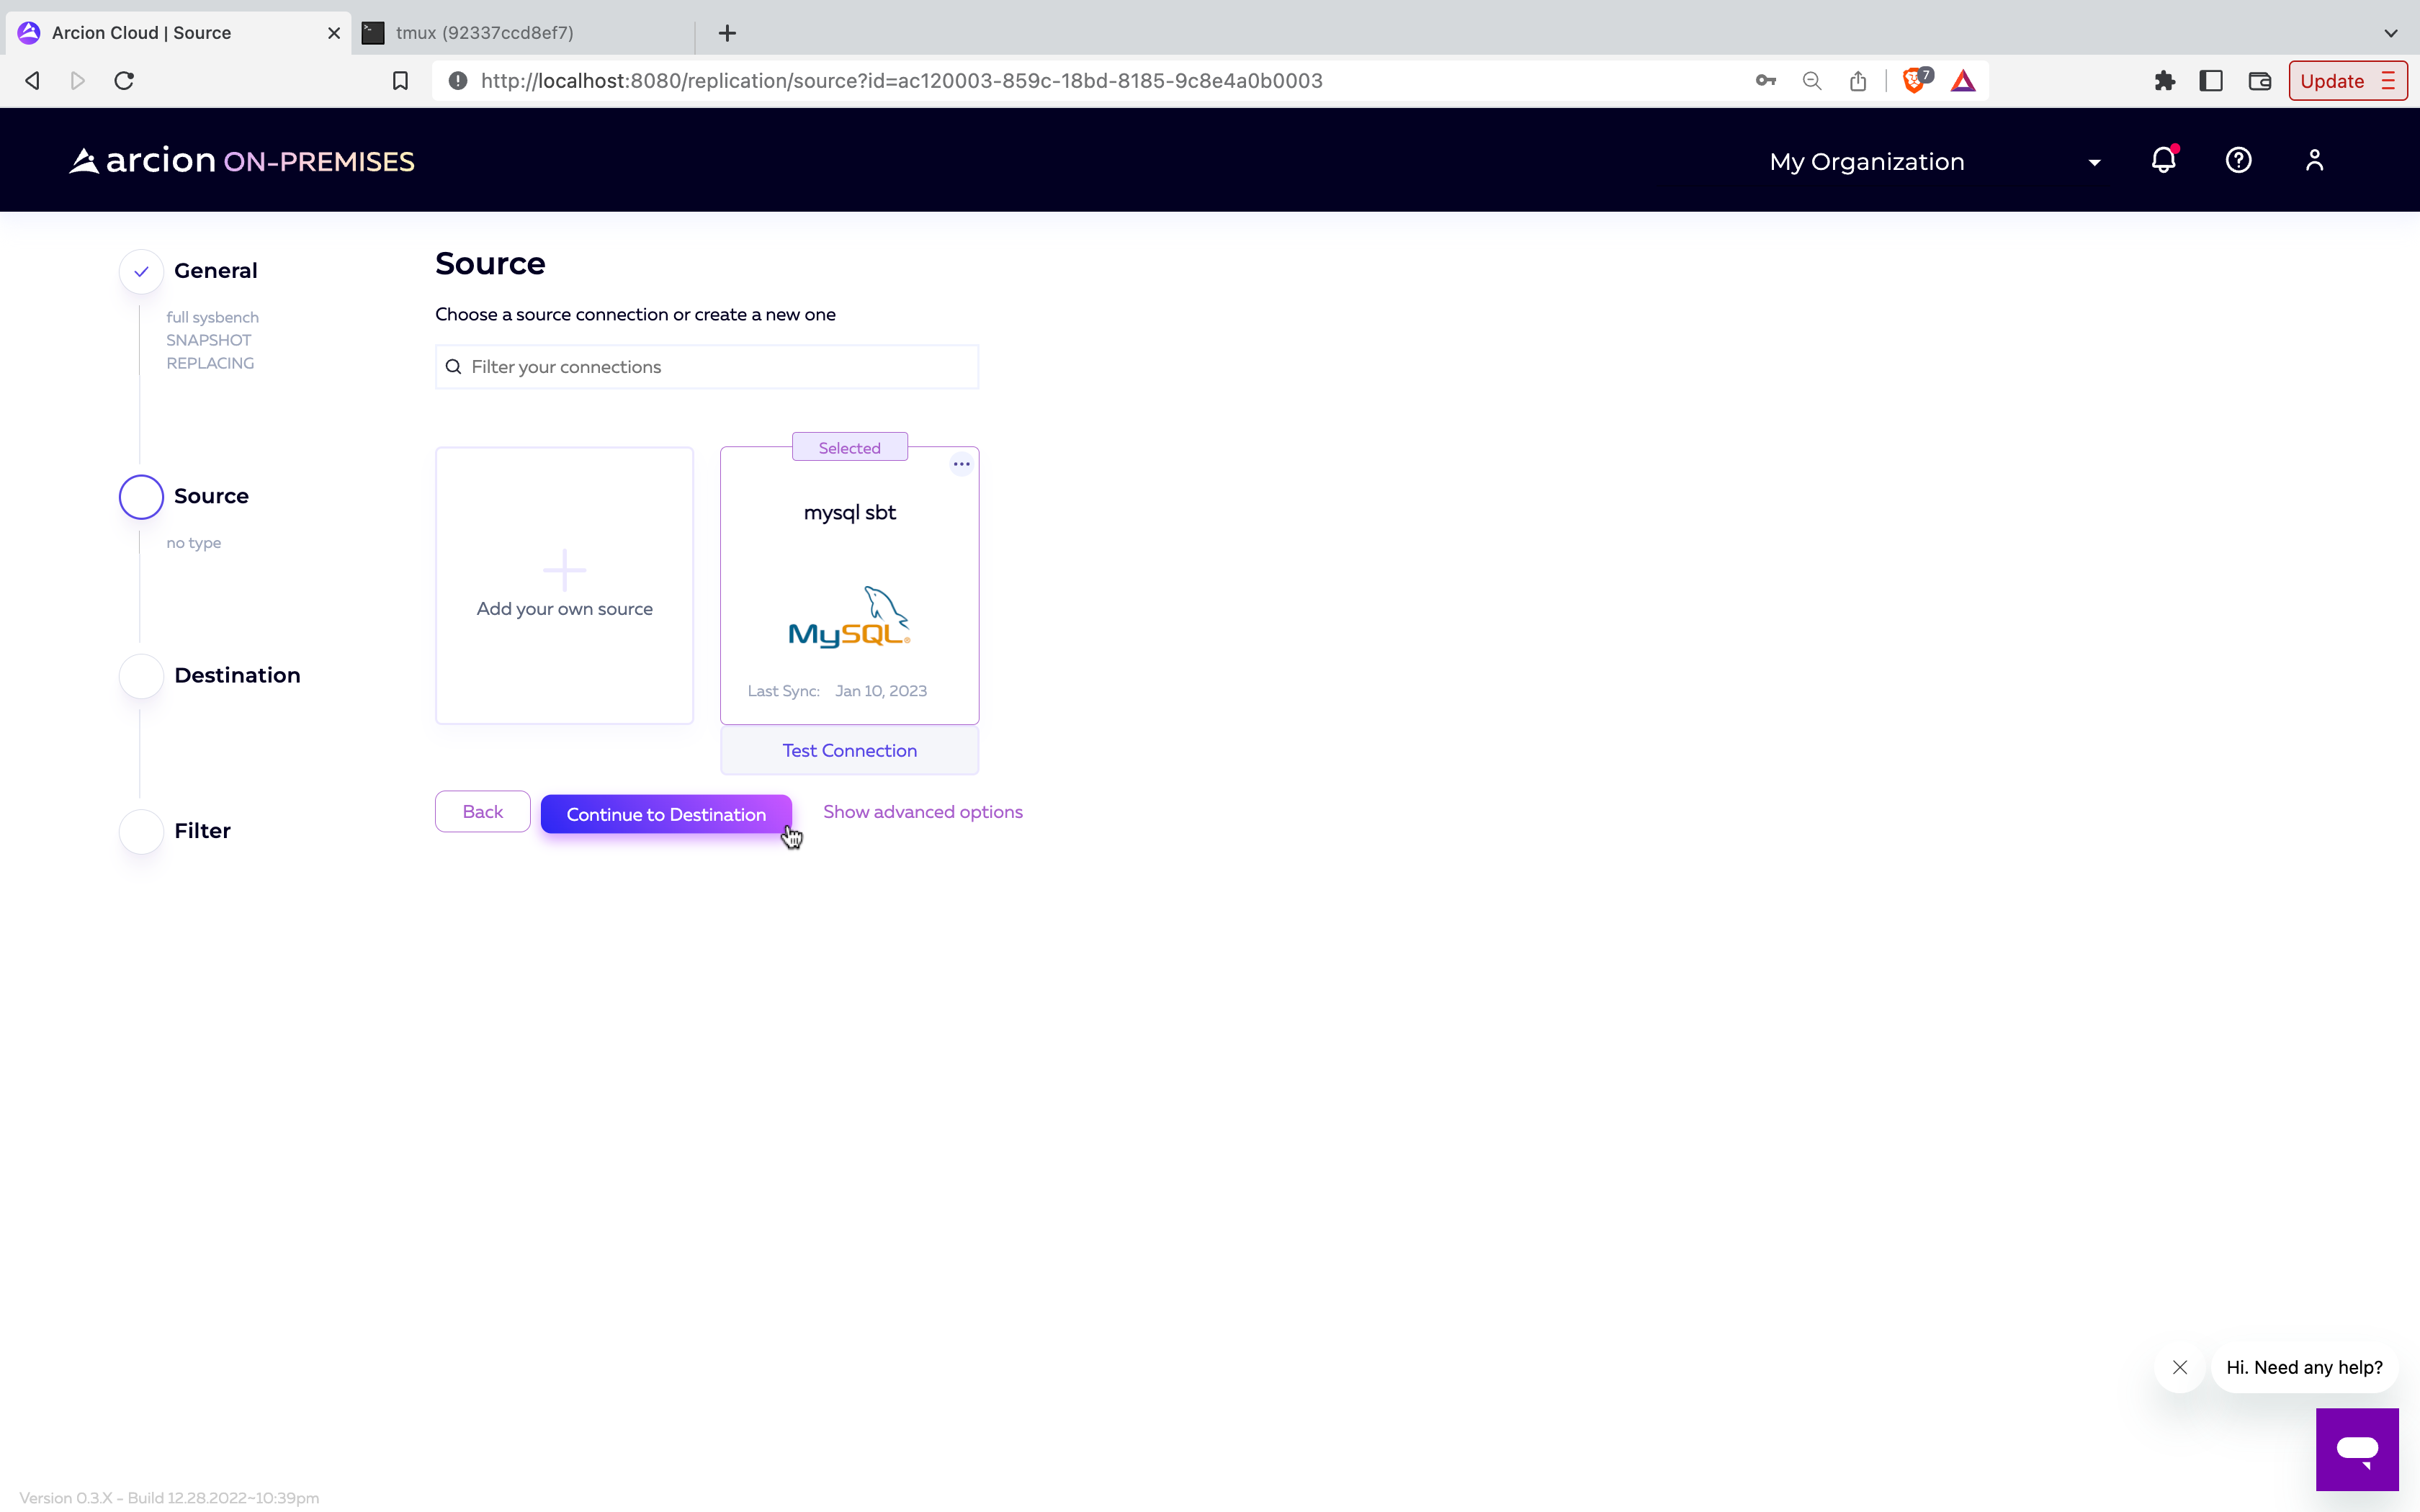 Arcion Cloud | Source
tmux (92337ccd8ef7)
http://localhost:8080/replication/source?id=ac120003-859c-18bd-8185-9c8e4a0b0003
7
Update
arcion ON-PREMISES
My Organization
General
full sysbench
SNAPSHOT
REPLACING
Source
no type
Destination
Filter
Source
Choose a source connection or create a new one
Filter your connections
Add your own source
Selected
mysql sbt
MySQL®
Last Sync: Jan 10, 2023
Test Connection
Back
Continue to Destination
Show advanced options
Hi. Need any help?
Version 0.3.X - Build 12.28.2022~10:39pm